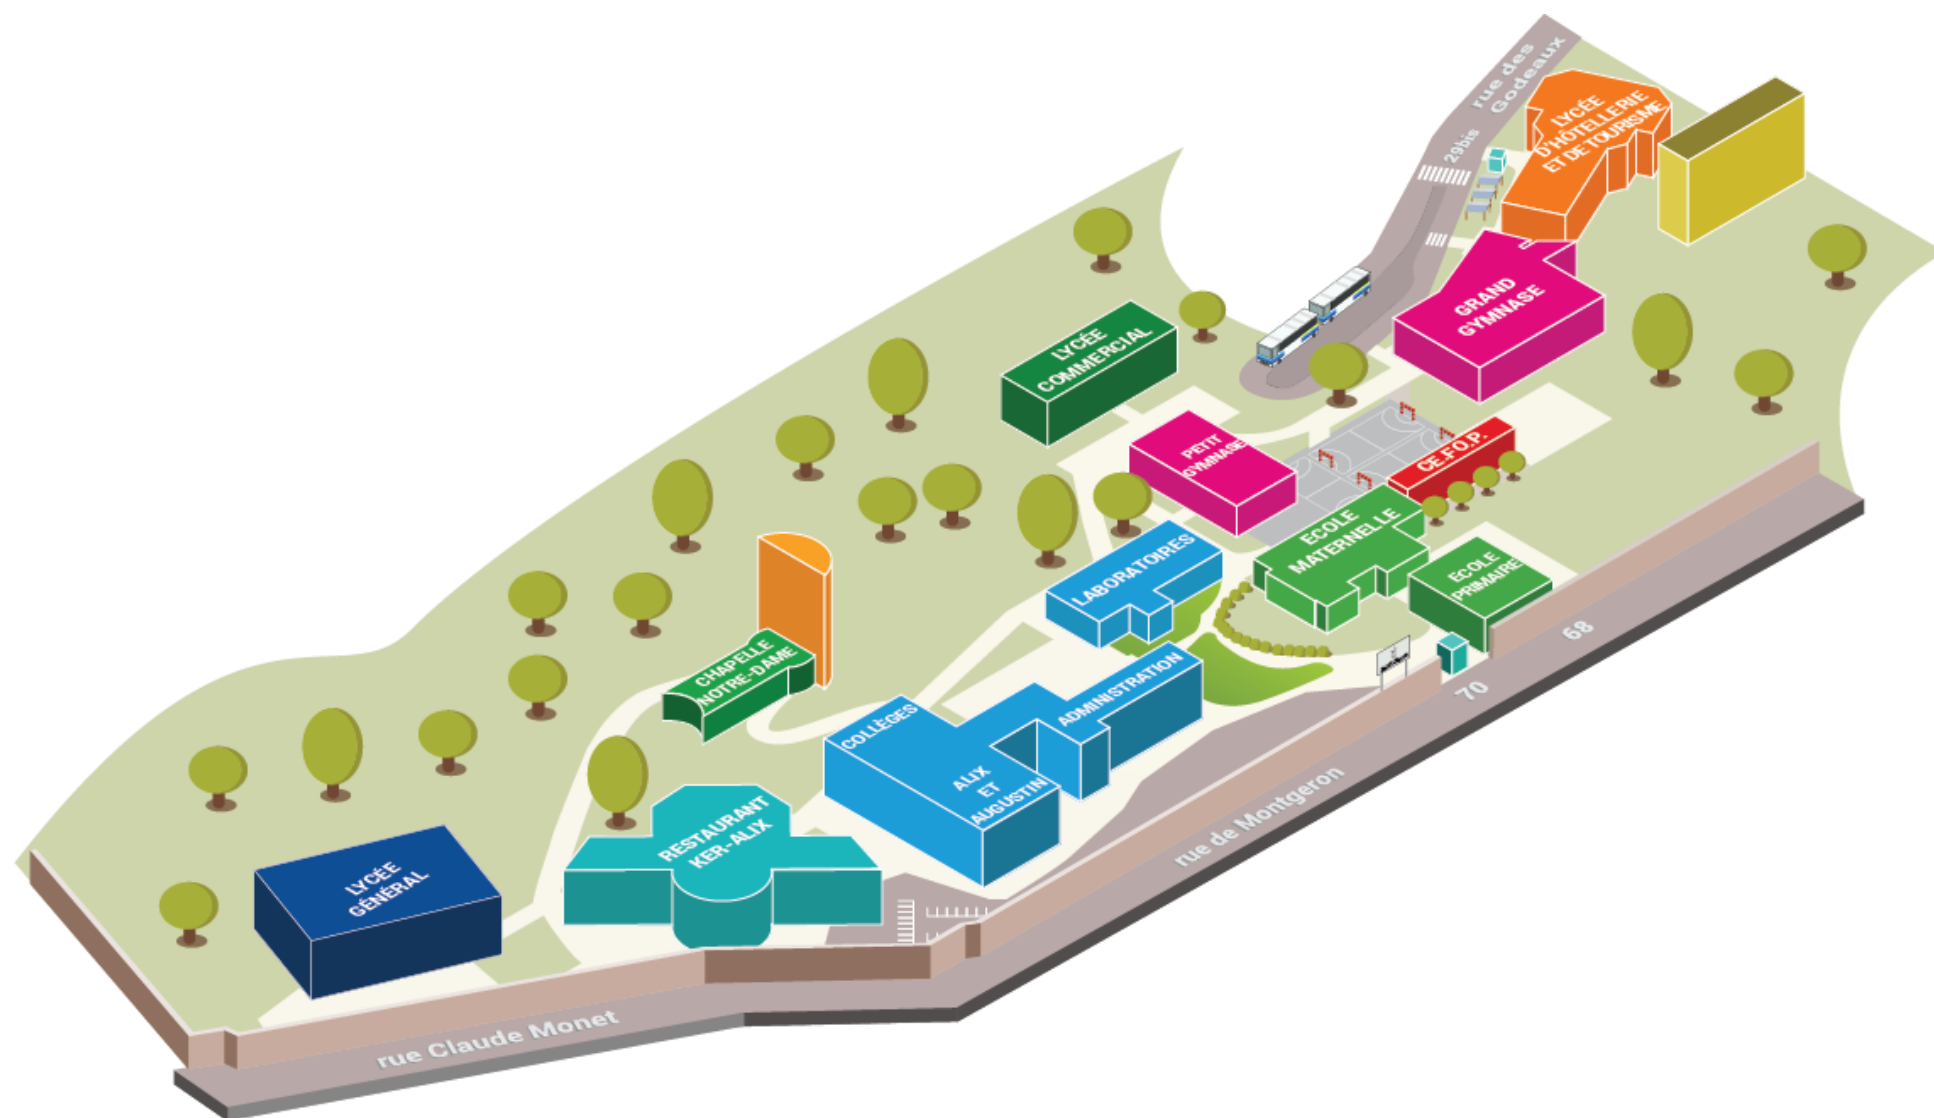 rue des
Godeaux
29bis
LYCÉE
D'HÔTELLERIE
ET DE TOURISME
GRAND
GYMNASE
LYCÉE
COMMERCIAL
PETIT
GYMNASE
CE.FO.P.
ECOLE
MATERNELLE
ECOLE
PRIMAIRE
LABORATOIRES
68
70
CHAPELLE
NOTRE-DAME
COLLÈGES
ADMINISTRATION
ALIX
ET
AUGUSTIN
RESTAURANT
KER-ALIX
LYCÉE
GÉNÉRAL
rue de Montgeron
rue Claude Monet